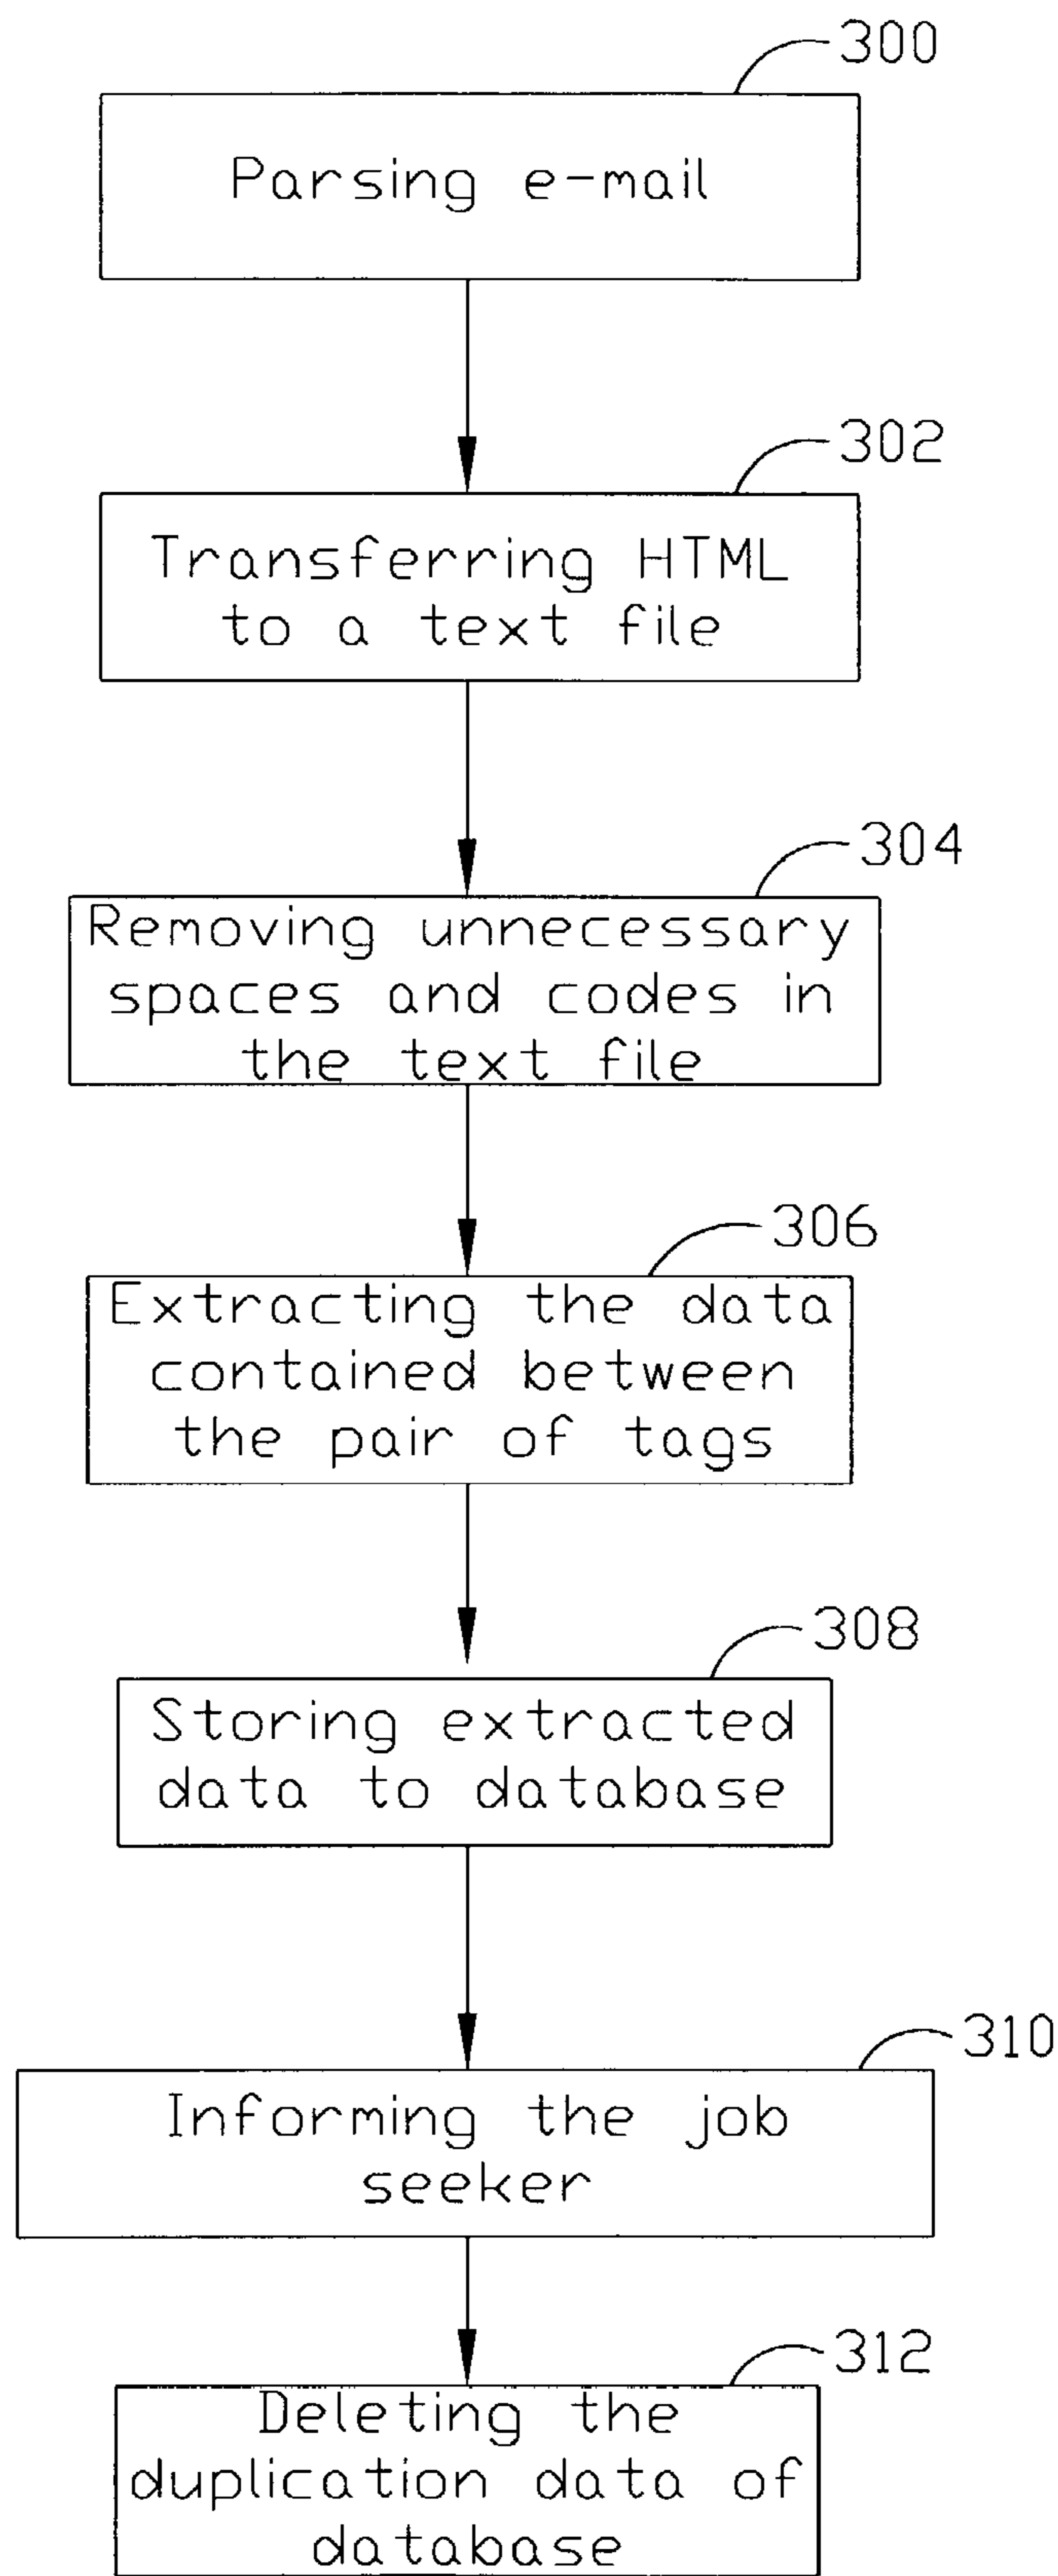 300
Parsing e-mail
302
Transferring HTML
to a text file
304
Removing unnecessary
spaces and codes in
the text file
306
Extracting the data
contained between
the pair of tags
308
Storing extracted
data to database
310
Informing the job
seeker
312
Deleting the
duplication data of
database